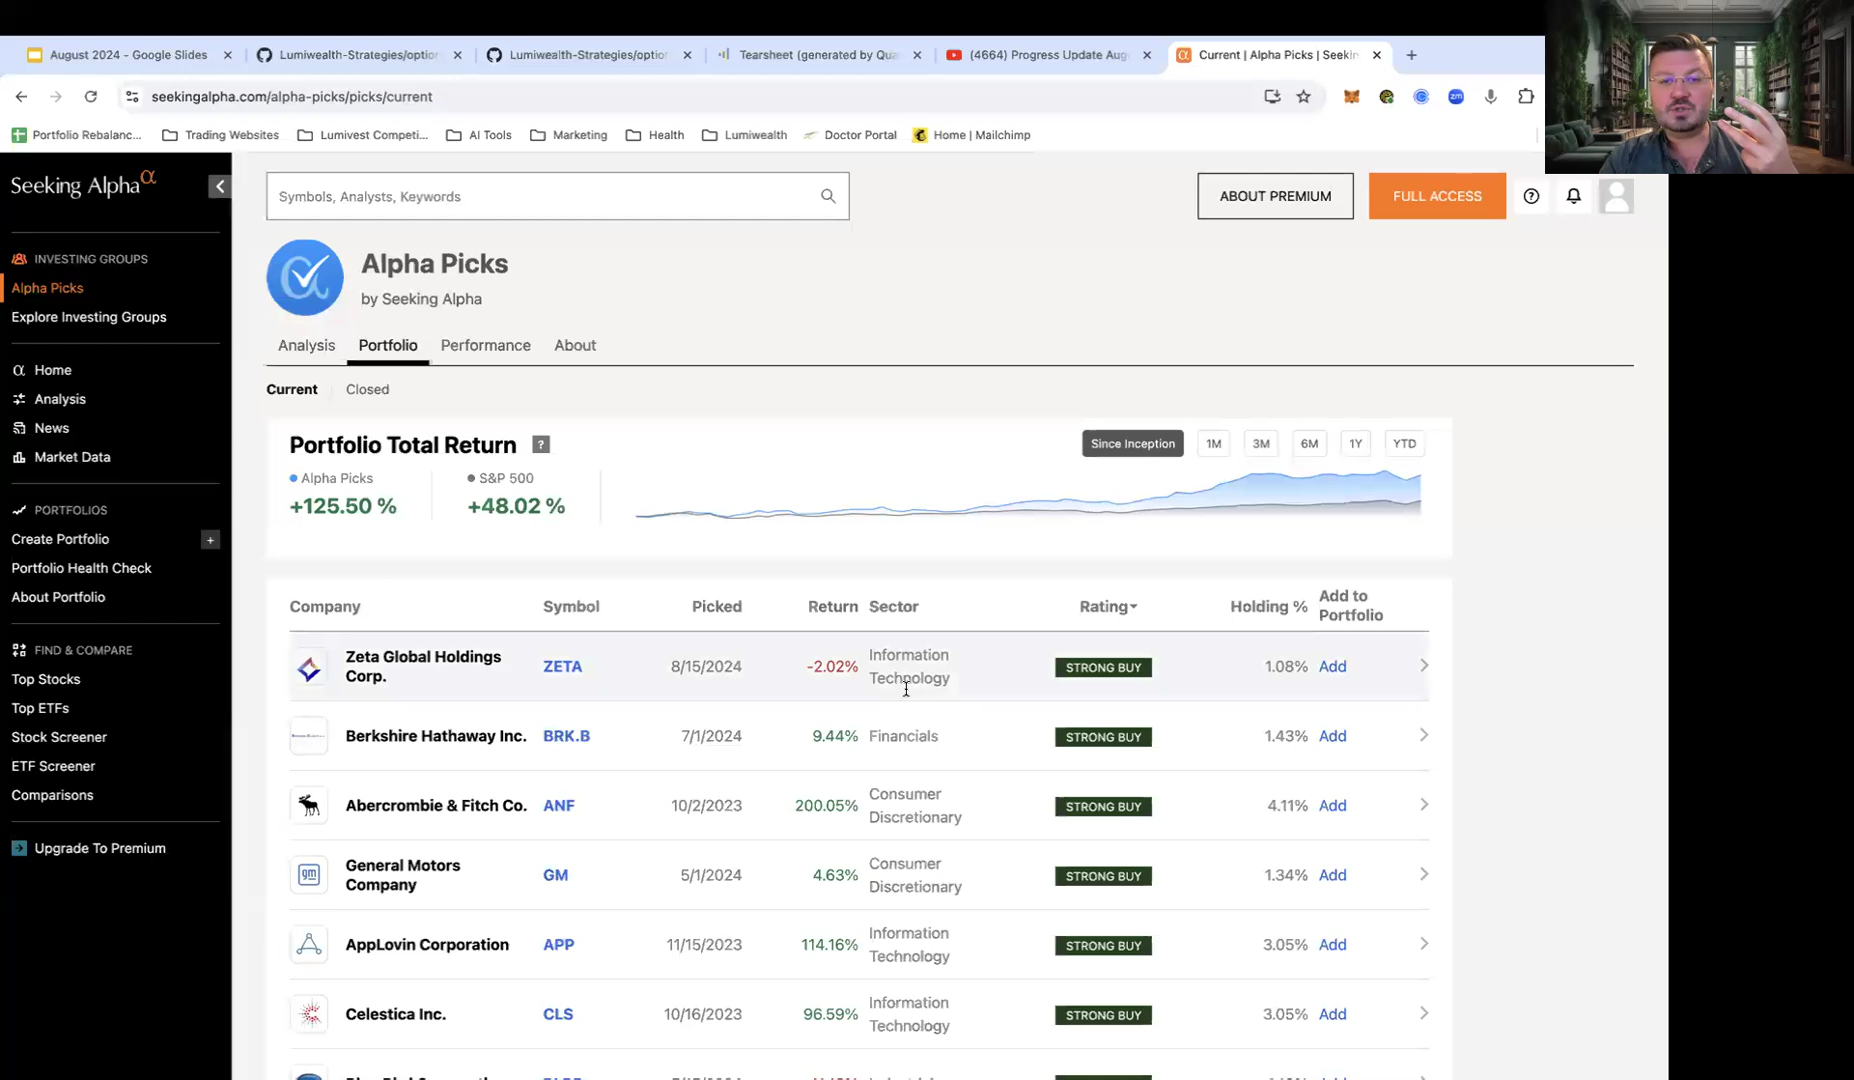 August 2024 - Google Slides
Lumiwealth-Strategies/option
Lumiwealth-Strategies/option
Tearsheet (generated by Qua
(4664) Progress Update Aug
Current | Alpha Picks | Seekin
seekingalpha.com/alpha-picks/picks/current
Portfolio Rebalanc...
Trading Websites
Lumivest Competi...
AI Tools
Marketing
Health
Lumiwealth
Doctor Portal
Home | Mailchimp
Seeking Alpha α
INVESTING GROUPS
Alpha Picks
Explore Investing Groups
Home
Analysis
News
Market Data
PORTFOLIOS
Create Portfolio
Portfolio Health Check
About Portfolio
FIND & COMPARE
Top Stocks
Top ETFs
Stock Screener
ETF Screener
Comparisons
Upgrade To Premium
Symbols, Analysts, Keywords
ABOUT PREMIUM
FULL ACCESS
Alpha Picks
by Seeking Alpha
Analysis Portfolio Performance About
Current Closed
Portfolio Total Return ?
Since Inception 1M 3M 6M 1Y YTD
Alpha Picks S&P 500
+125.50 % +48.02 %
Company Symbol Picked Return Sector Rating Holding % Add to
Portfolio
Zeta Global Holdings
Corp. ZETA 8/15/2024 -2.02% Information
Technology STRONG BUY 1.08% Add
Berkshire Hathaway Inc. BRK.B 7/1/2024 9.44% Financials STRONG BUY 1.43% Add
Abercrombie & Fitch Co. ANF 10/2/2023 200.05% Consumer
Discretionary STRONG BUY 4.11% Add
gm General Motors
Company GM 5/1/2024 4.63% Consumer
Discretionary STRONG BUY 1.34% Add
AppLovin Corporation APP 11/15/2023 114.16% Information
Technology STRONG BUY 3.05% Add
Celestica Inc. CLS 10/16/2023 96.59% Information
Technology STRONG BUY 3.05% Add